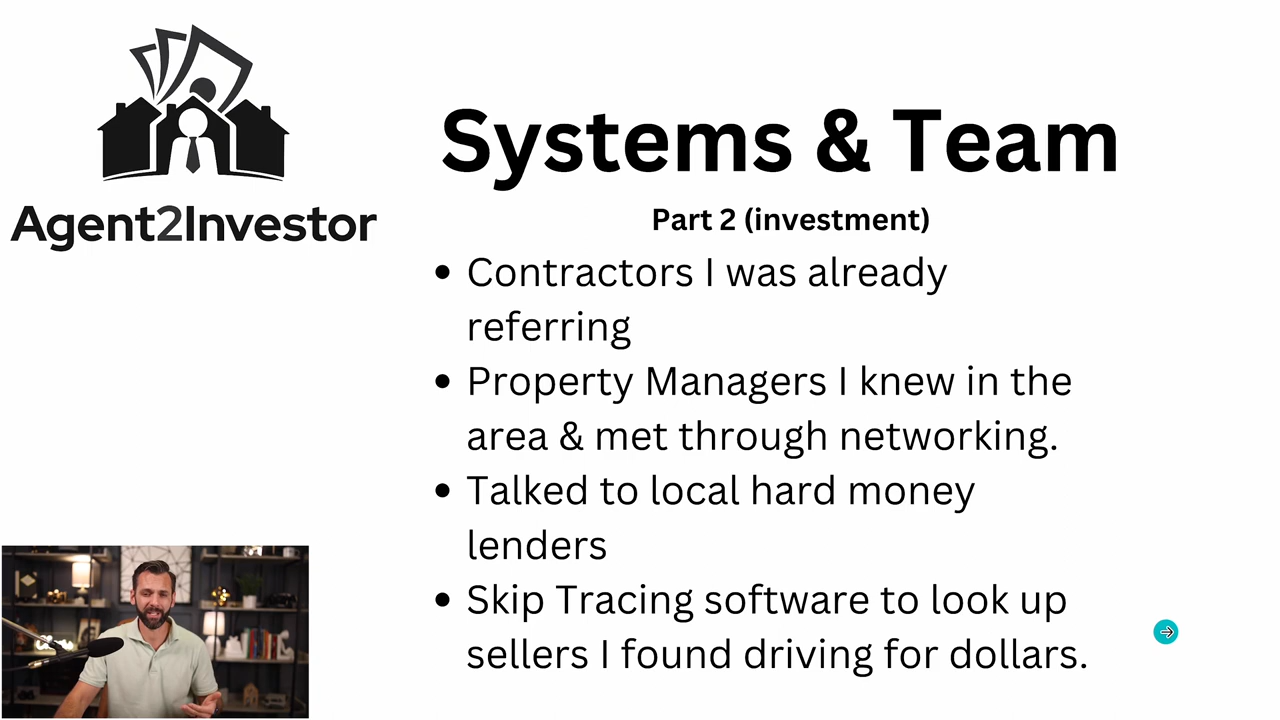 Agent2Investor
Systems & Team
Part 2 (investment)
• Contractors I was already
referring
• Property Managers I knew in the
area & met through networking.
• Talked to local hard money
lenders
• Skip Tracing software to look up
sellers I found driving for dollars.